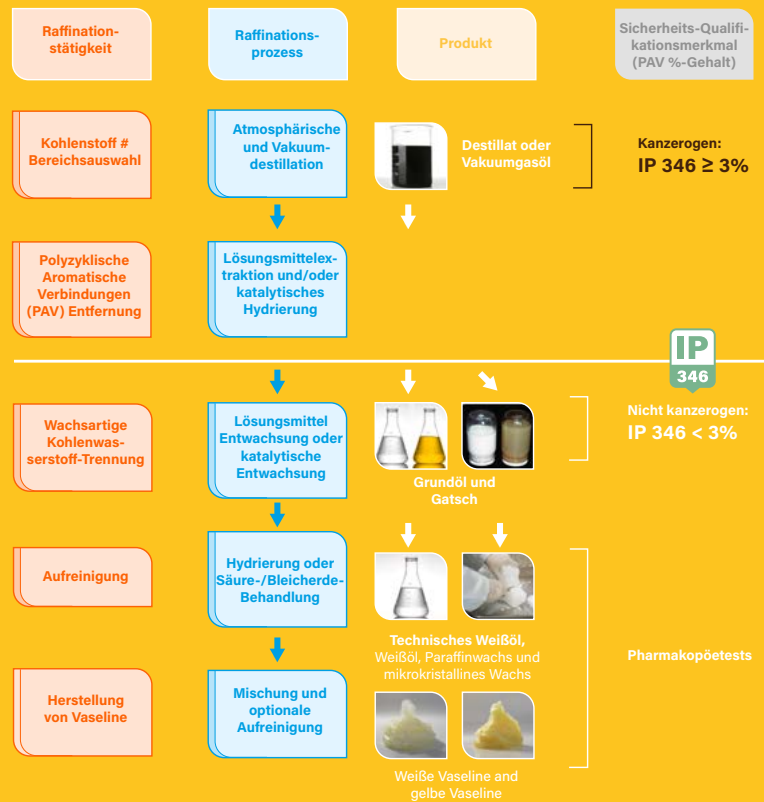 Raffination-
stätigkeit
Raffinations-
prozess
Produkt
Sicherheits-Qualifi-
kationsmerkmal
(PAV %-Gehalt)
Kohlenstoff #
Bereichsauswahl
Atmosphärische
und Vakuum-
destillation
Destillat oder
Vakuumgasöl
Kanzerogen:
IP 346 ≥ 3%
Polyzyklische
Aromatische
Verbindungen
(PAV) Entfernung
Lösungsmittelex-
traktion und/oder
katalytisches
Hydrierung
IP
346
Wachsartige
Kohlenwas-
serstoff-Trennung
Lösungsmittel
Entwachsung oder
katalytische
Entwachsung
Grundöl und
Gatsch
Nicht kanzerogen:
IP 346 < 3%
Aufreinigung
Hydrierung oder
Säure-/Bleicherde-
Behandlung
Technisches Weißöl,
Weißöl, Paraffinwachs und
mikrokristallines Wachs
Pharmakopöetests
Herstellung
von Vaseline
Mischung und
optionale
Aufreinigung
Weiße Vaseline and
gelbe Vaseline